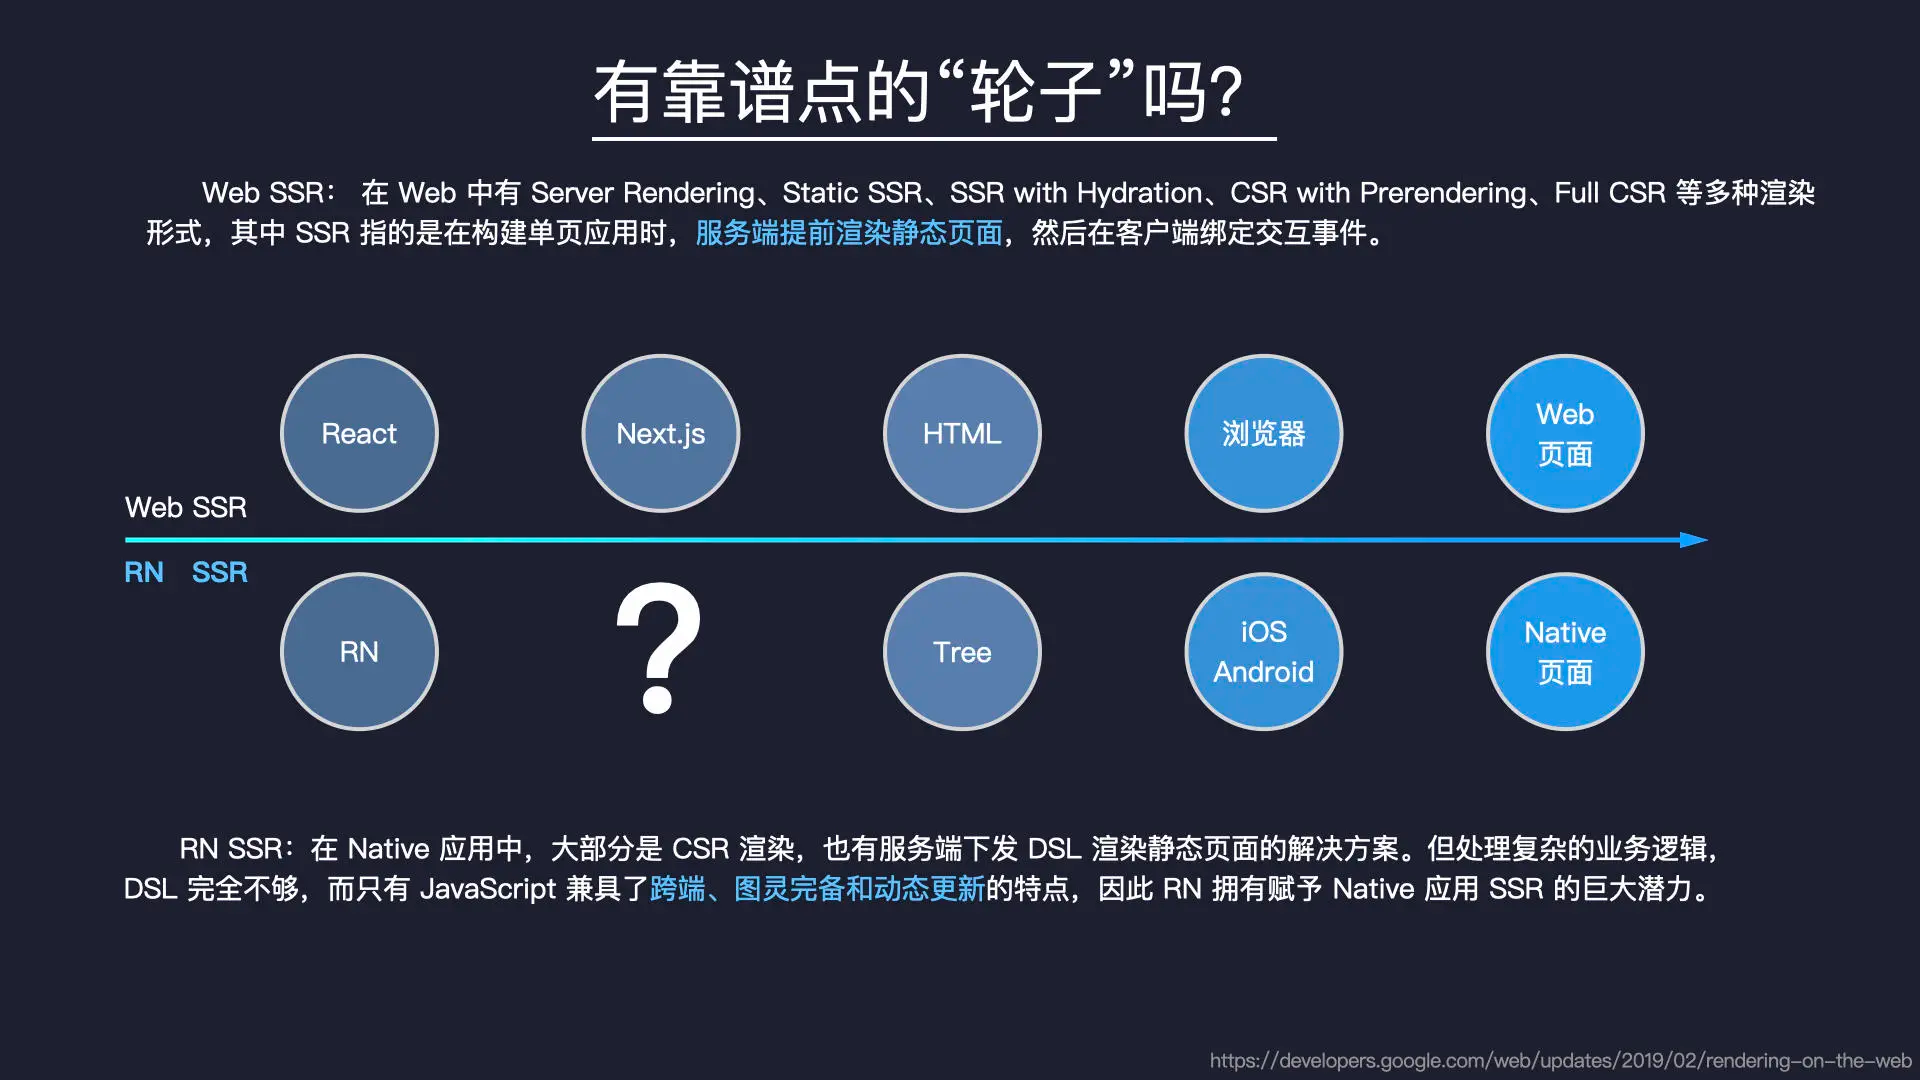 有靠谱点的“轮子”吗?
Web SSR： 在 Web 中有 Server Rendering、Static SSR、SSR with Hydration、CSR with Prerendering、Full CSR 等多种渲染
形式，其中 SSR 指的是在构建单页应用时，服务端提前渲染静态页面，然后在客户端绑定交互事件。
React
Next.js
HTML
浏览器
Web
页面
Web SSR
RN SSR
RN
?
Tree
iOS
Android
Native
页面
RN SSR：在 Native 应用中，大部分是 CSR 渲染，也有服务端下发 DSL 渲染静态页面的解决方案。但处理复杂的业务逻辑，
DSL 完全不够，而只有 JavaScript 兼具了跨端、图灵完备和动态更新的特点，因此 RN 拥有赋予 Native 应用 SSR 的巨大潜力。
https://developers.google.com/web/updates/2019/02/rendering-on-the-web